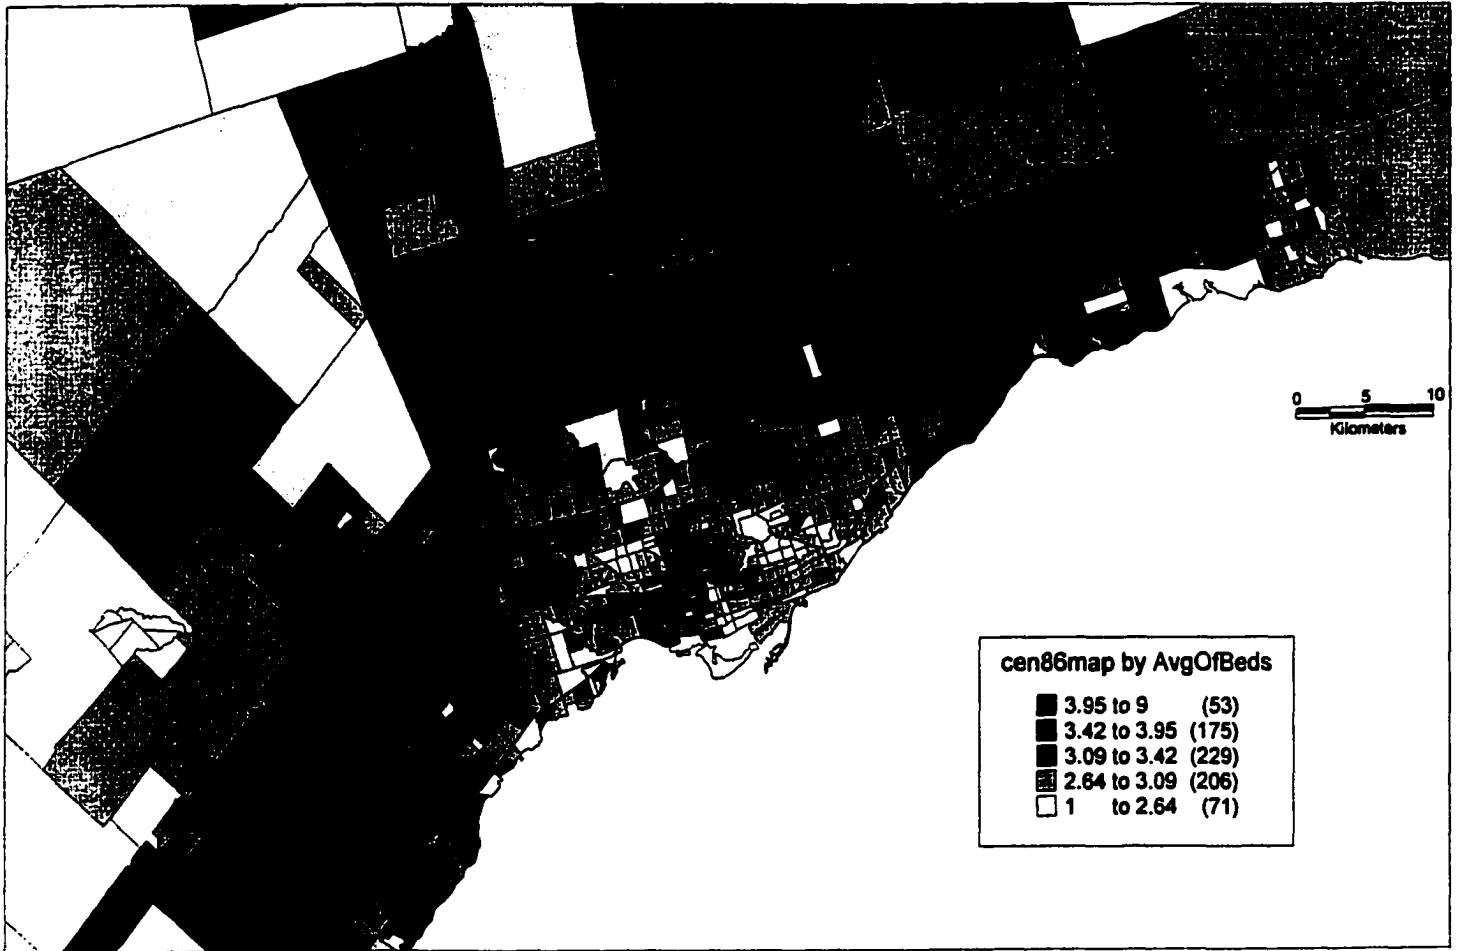 0 5 10
Kilometers
cen86map by AvgOfBeds
3.95 to 9 (53)
3.42 to 3.95 (175)
3.09 to 3.42 (229)
2.64 to 3.09 (206)
1 to 2.64 (71)